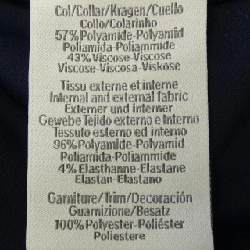 Col/Collar/Kragen/Cuello
Collo/Colarinho
57% Polyamide-Polyamid
Poliamida-Poliammide
43% Viscose-Viscose
Viscose-Viscosa-Viskose
Tissu externe et interne
Internal and external fabric
Externer und interner
Gewebe Tejido externo e Interno
Tessuto esterno ed interno
96% Polyamide-Polyamid
Poliamida-Poliammide
4% Elasthanne-Elastane
Elastan-Elastano
Garniture/Trim/Decoración
Guarnizione/Besatz
100% Polyester-Poliéster
Poliestere